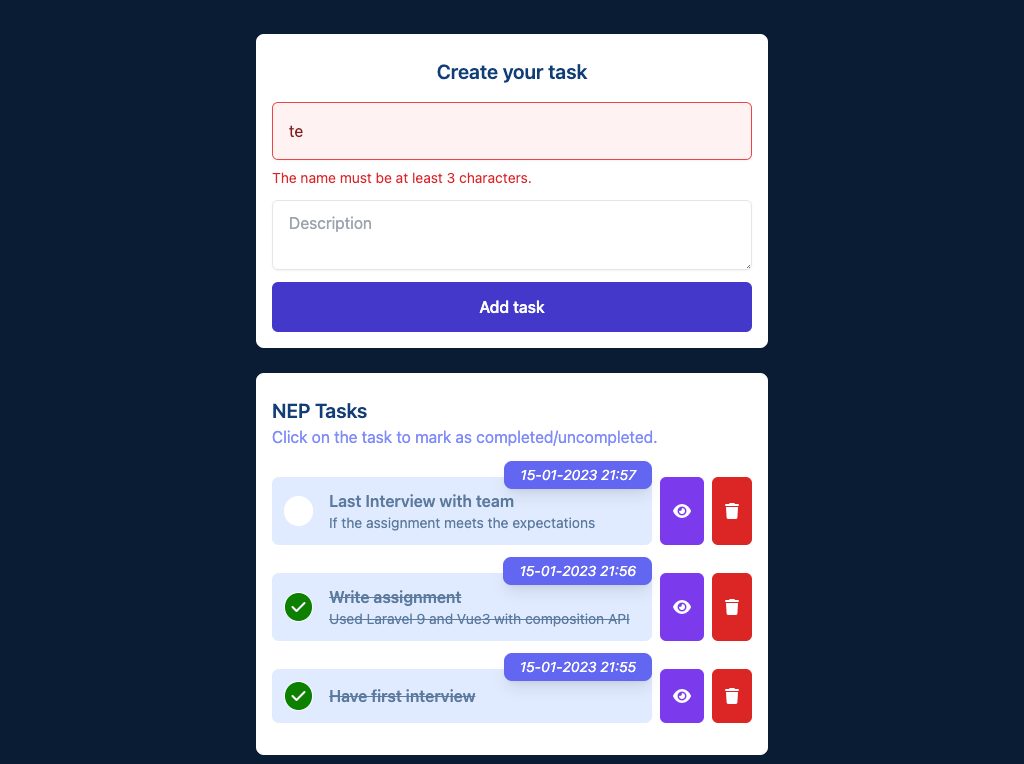 Create your task
te
The name must be at least 3 characters.
Description
Add task
NEP Tasks
Click on the task to mark as completed/uncompleted.
15-01-2023 21:57
Last Interview with team
If the assignment meets the expectations
15-01-2023 21:56
Write assignment
Used Laravel 9 and Vue3 with composition API
15-01-2023 21:55
Have first interview